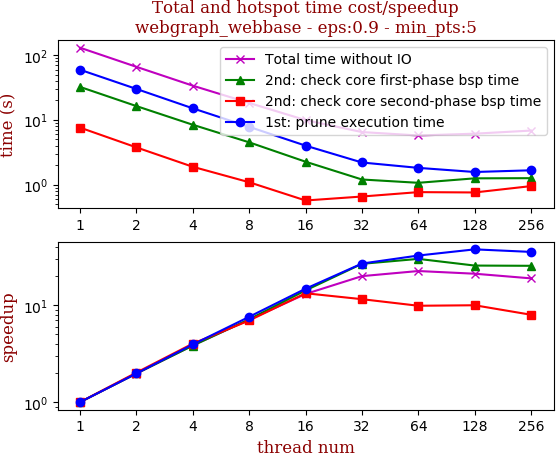 Total and hotspot time cost/speedup
webgraph_webbase - eps:0.9 - min_pts:5
time (s)
10²
10¹
10⁰
Total time without IO
2nd: check core first-phase bsp time
2nd: check core second-phase bsp time
1st: prune execution time
1 2 4 8 16 32 64 128 256
speedup
10¹
10⁰
1 2 4 8 16 32 64 128 256
thread num